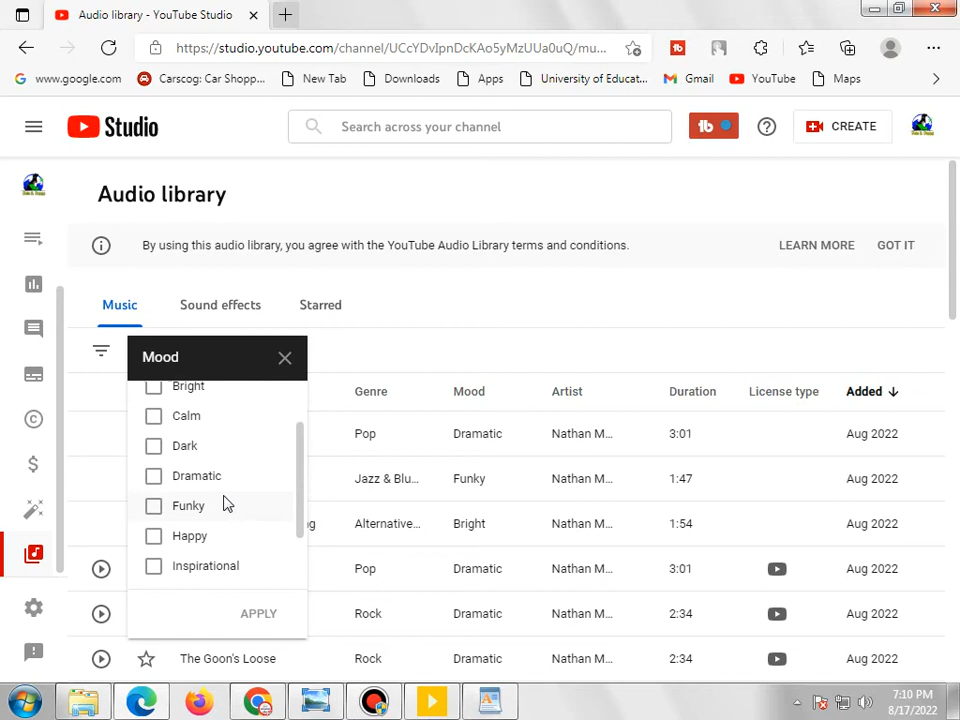 Audio library - YouTube Studio
https://studio.youtube.com/channel/UCcYDvIpnDcKAo5yMzUUa0uQ/mu...
www.google.com
Carscog: Car Shopp...
New Tab
Downloads
Apps
University of Educat...
Gmail
YouTube
Maps
Studio
Search across your channel
tb
CREATE
Audio library
By using this audio library, you agree with the YouTube Audio Library terms and conditions.
LEARN MORE
GOT IT
Music
Sound effects
Starred
Mood
Bright
Calm
Dark
Dramatic
Funky
Happy
Inspirational
APPLY
Genre Mood Artist Duration License type Added
Pop Dramatic Nathan M... 3:01 Aug 2022
Jazz & Blu... Funky Nathan M... 1:47 Aug 2022
g Alternative... Bright Nathan M... 1:54 Aug 2022
Pop Dramatic Nathan M... 3:01 Aug 2022
Rock Dramatic Nathan M... 2:34 Aug 2022
The Goon's Loose Rock Dramatic Nathan M... 2:34 Aug 2022
7:10 PM
8/17/2022